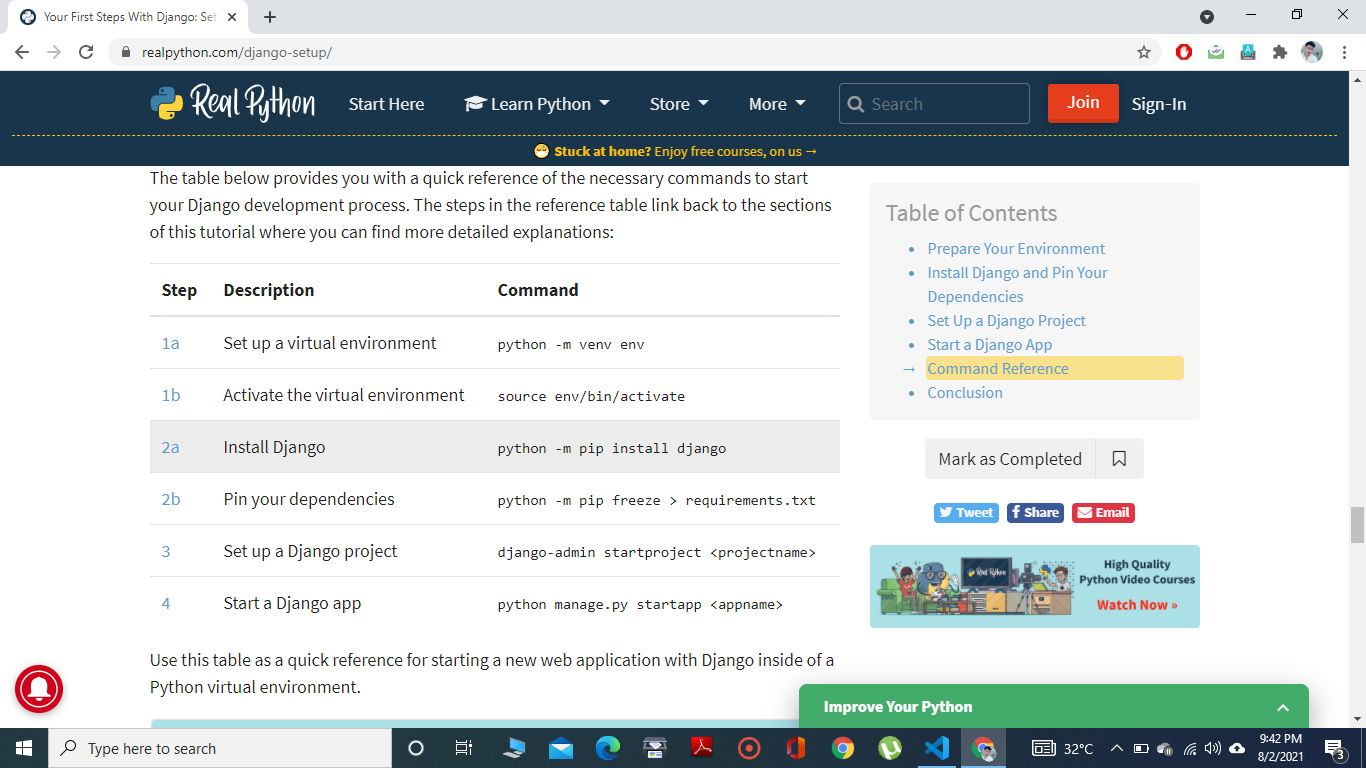 Your First Steps With Django: Set
realpython.com/django-setup/
Real Python
Start Here
Learn Python
Store
More
Search
Join
Sign-In
Stuck at home? Enjoy free courses, on us →
The table below provides you with a quick reference of the necessary commands to start
your Django development process. The steps in the reference table link back to the sections
of this tutorial where you can find more detailed explanations:
Step Description Command
1a Set up a virtual environment python -m venv env
1b Activate the virtual environment source env/bin/activate
2a Install Django python -m pip install django
2b Pin your dependencies python -m pip freeze > requirements.txt
3 Set up a Django project django-admin startproject <projectname>
4 Start a Django app python manage.py startapp <appname>
Use this table as a quick reference for starting a new web application with Django inside of a
Python virtual environment.
Table of Contents
Prepare Your Environment
Install Django and Pin Your
Dependencies
Set Up a Django Project
Start a Django App
→ Command Reference
Conclusion
Mark as Completed
Tweet
Share
Email
Real Python
High Quality
Python Video Courses
Watch Now »
Improve Your Python
Type here to search
32°C
9:42 PM
8/2/2021
3